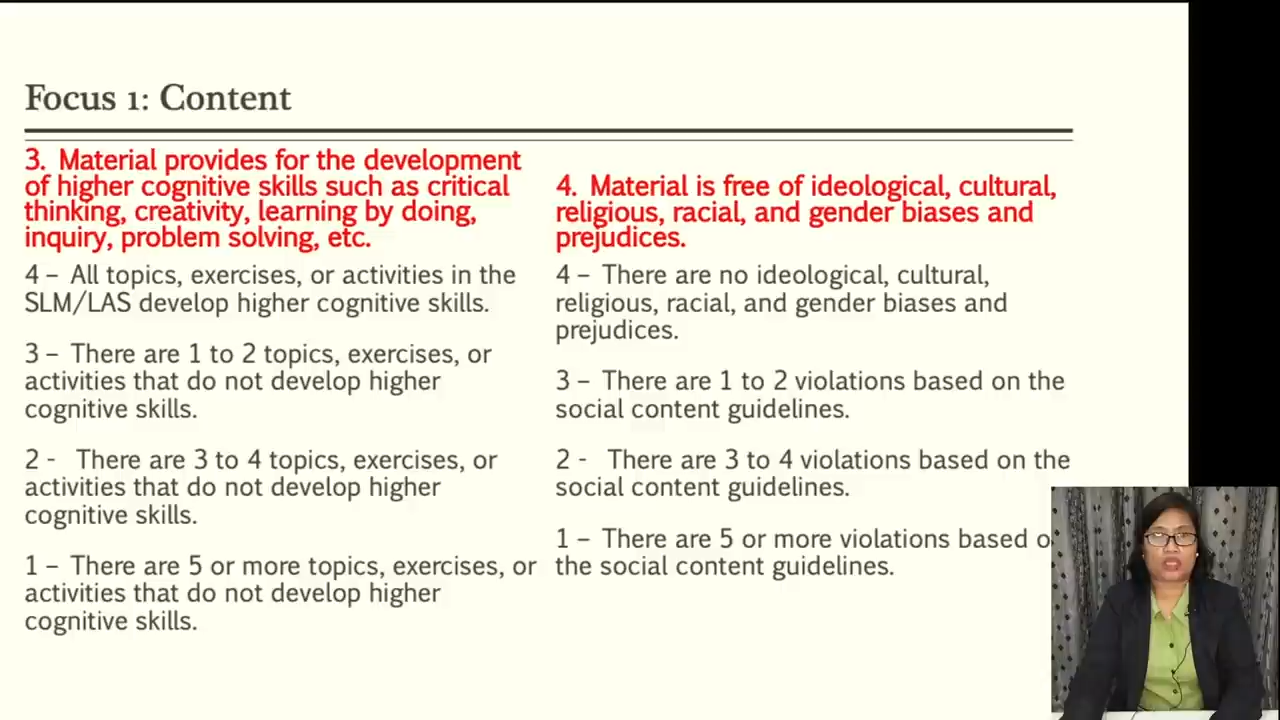 Focus 1: Content
3. Material provides for the development
of higher cognitive skills such as critical
thinking, creativity, learning by doing,
inquiry, problem solving, etc.
4 – All topics, exercises, or activities in the
SLM/LAS develop higher cognitive skills.
3 – There are 1 to 2 topics, exercises, or
activities that do not develop higher
cognitive skills.
2 - There are 3 to 4 topics, exercises, or
activities that do not develop higher
cognitive skills.
1 – There are 5 or more topics, exercises, or
activities that do not develop higher
cognitive skills.
4. Material is free of ideological, cultural,
religious, racial, and gender biases and
prejudices.
4 – There are no ideological, cultural,
religious, racial, and gender biases and
prejudices.
3 – There are 1 to 2 violations based on the
social content guidelines.
2 - There are 3 to 4 violations based on the
social content guidelines.
1 – There are 5 or more violations based o
the social content guidelines.